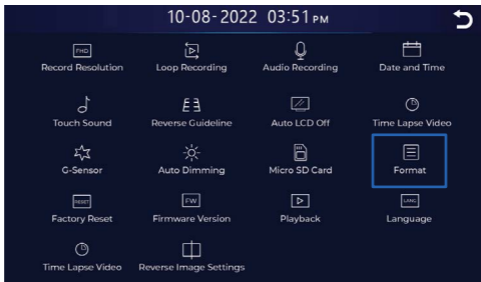 10-08-2022 03:51 PM
FHD
Record Resolution Loop Recording Audio Recording Date and Time
Touch Sound Reverse Guideline Auto LCD Off Time Lapse Video
G-Sensor Auto Dimming Micro SD Card Format
RESET FW LANG
Factory Reset Firmware Version Playback Language
Time Lapse Video Reverse Image Settings